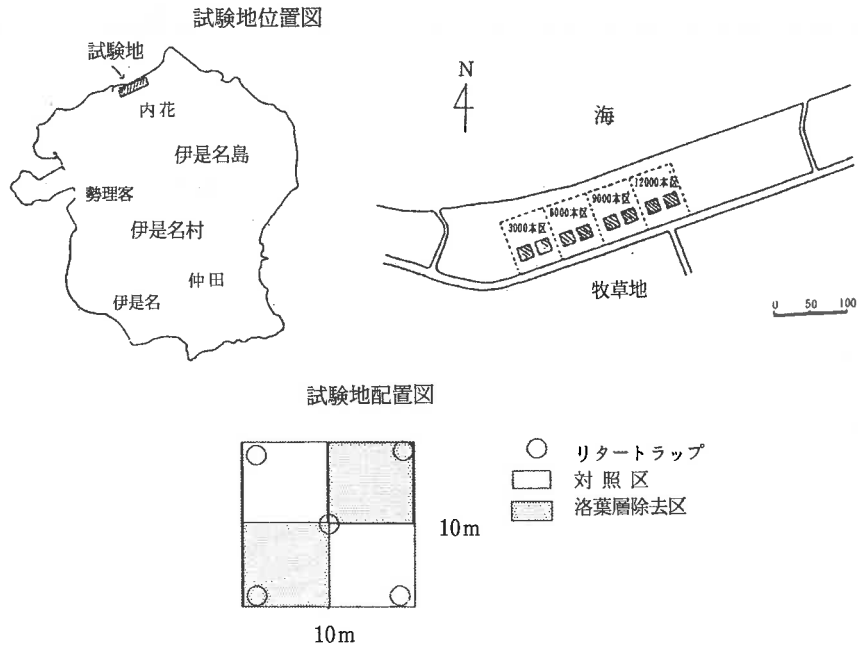 試験地位置図
試験地
内花
伊是名島
勢理客
伊是名村
仲田
伊是名
N
海
3000本区
6000本区
9000本区
12000本区
牧草地
0 50 100
試験地配置図
リタートラップ
対照区
落葉層除去区
10m
10m